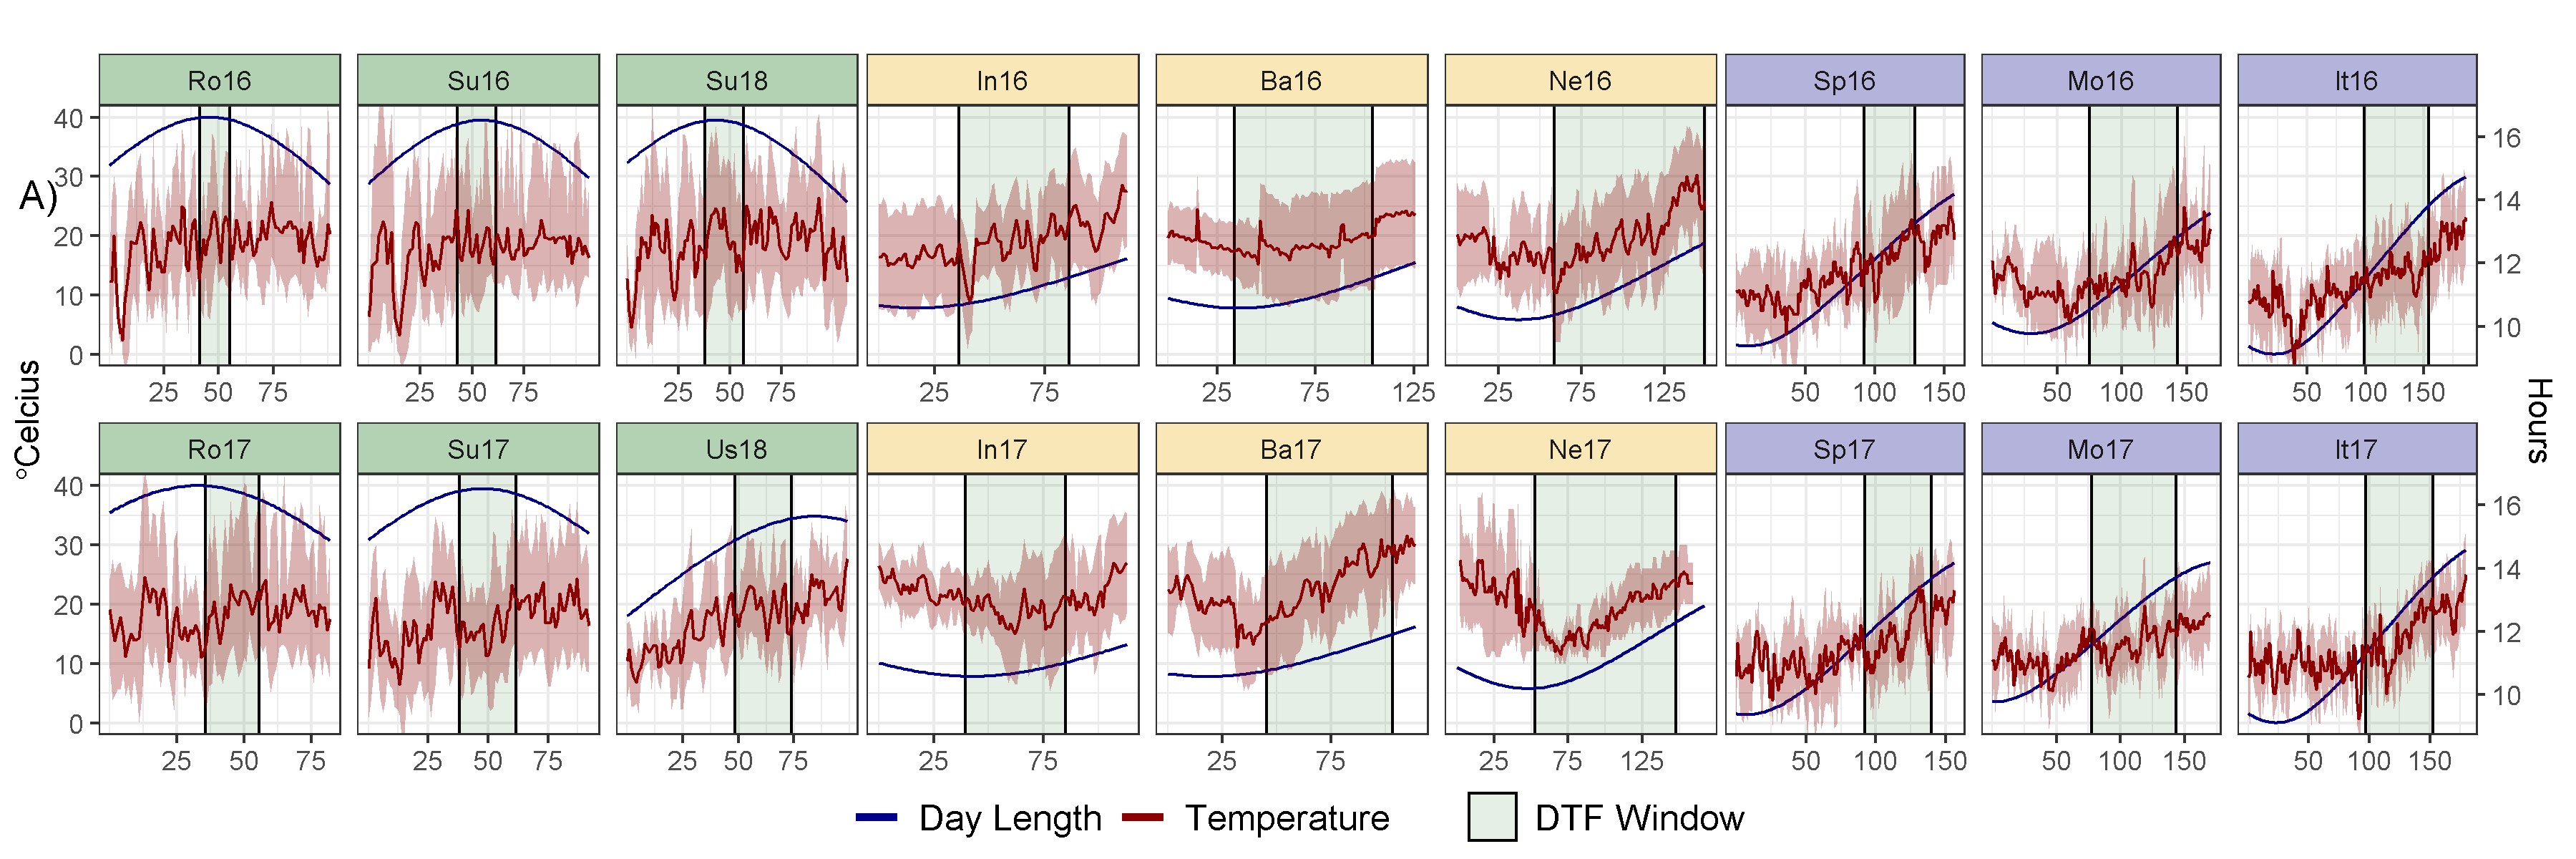 Ro16 Su16 Su18 In16 Ba16 Ne16 Sp16 Mo16 It16
40
30
20
10
0
16
14
12
10
A)
25 50 75 25 50 75 25 50 75 25 75 25 75 125 25 75 125 50 100 150 50 100 150 50 100 150
°Celcius
Hours
Ro17 Su17 Us18 In17 Ba17 Ne17 Sp17 Mo17 It17
40
30
20
10
0
16
14
12
10
25 50 75 25 50 75 25 50 75 25 75 25 75 25 75 125 50 100 150 50 100 150 50 100 150
Day Length Temperature DTF Window